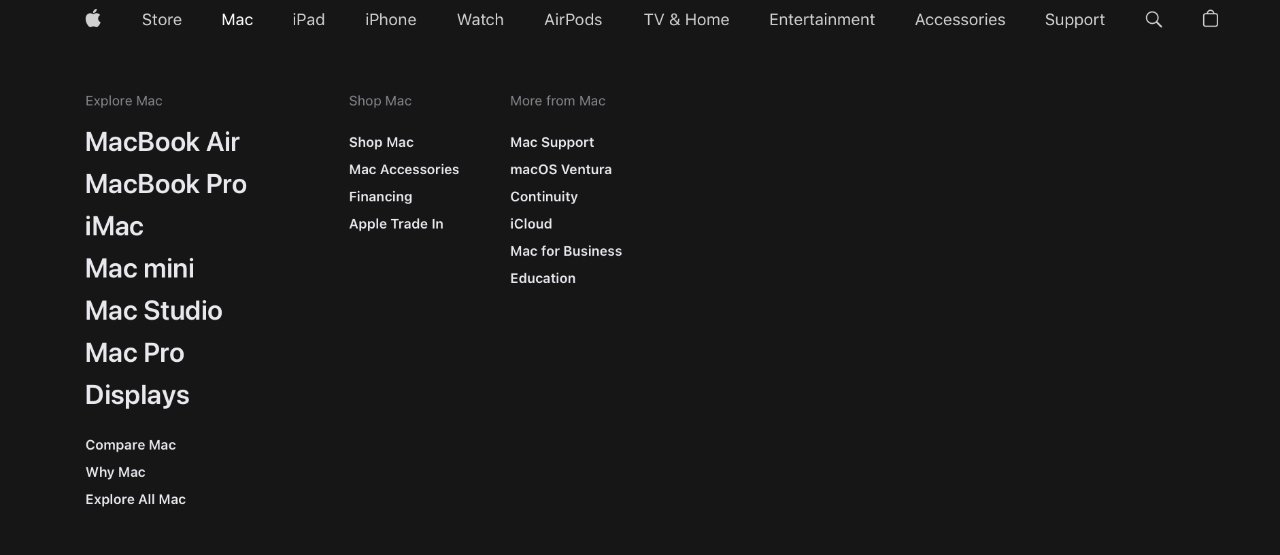 Store Mac iPad iPhone Watch AirPods TV & Home Entertainment Accessories Support
Explore Mac
MacBook Air
MacBook Pro
iMac
Mac mini
Mac Studio
Mac Pro
Displays
Compare Mac
Why Mac
Explore All Mac
Shop Mac
Shop Mac
Mac Accessories
Financing
Apple Trade In
More from Mac
Mac Support
macOS Ventura
Continuity
iCloud
Mac for Business
Education